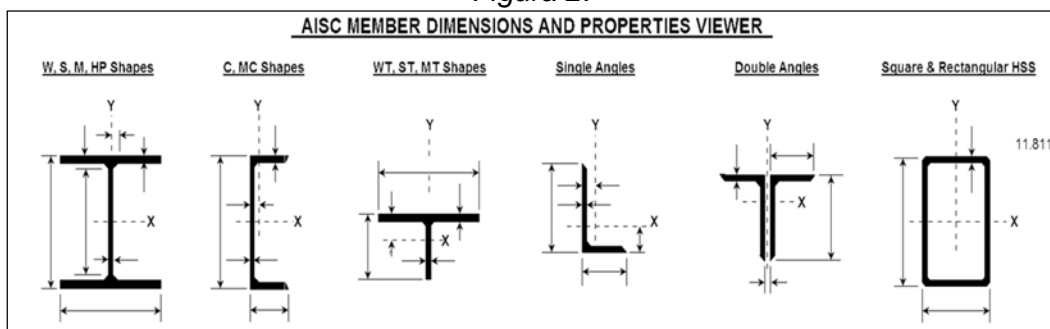 Figura 2.
AISC MEMBER DIMENSIONS AND PROPERTIES VIEWER
W, S, M, HP Shapes
C, MC Shapes
WT, ST, MT Shapes
Single Angles
Double Angles
Square & Rectangular HSS
Y
Y
Y
Y
Y
Y
11.811
X
X
X
X
X
X